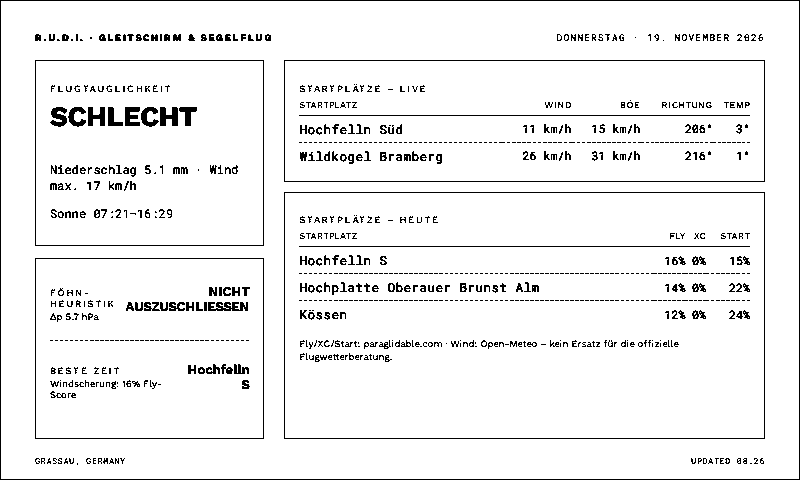 R.U.D.I. · GLEITSCHIRM & SEGELFLUG
DONNERSTAG · 19. NOVEMBER 2026
FLUGTAUGLICHKEIT
SCHLECHT
Niederschlag 5.1 mm · Wind
max. 17 km/h
Sonne 07:21–16:29
FÖHN-
HEURISTIK
Δp 5.7 hPa
NICHT
AUSZUSCHLIESSEN
BESTE ZEIT
Windscherung: 16% Fly-
Score
Hochfelln
S
STARTPLÄTZE — LIVE
STARTPLATZ WIND BÖE RICHTUNG TEMP
Hochfelln Süd 11 km/h 15 km/h 206° 3°
Wildkogel Bramberg 26 km/h 31 km/h 216° 1°
STARTPLÄTZE — HEUTE
STARTPLATZ FLY XC START
Hochfelln S 16% 0% 15%
Hochplatte Oberauer Brunst Alm 14% 0% 22%
Kössen 12% 0% 24%
Fly/XC/Start: paraglidable.com · Wind: Open-Meteo — kein Ersatz für die offizielle
Flugwetterberatung.
GRASSAU, GERMANY
UPDATED 08.26